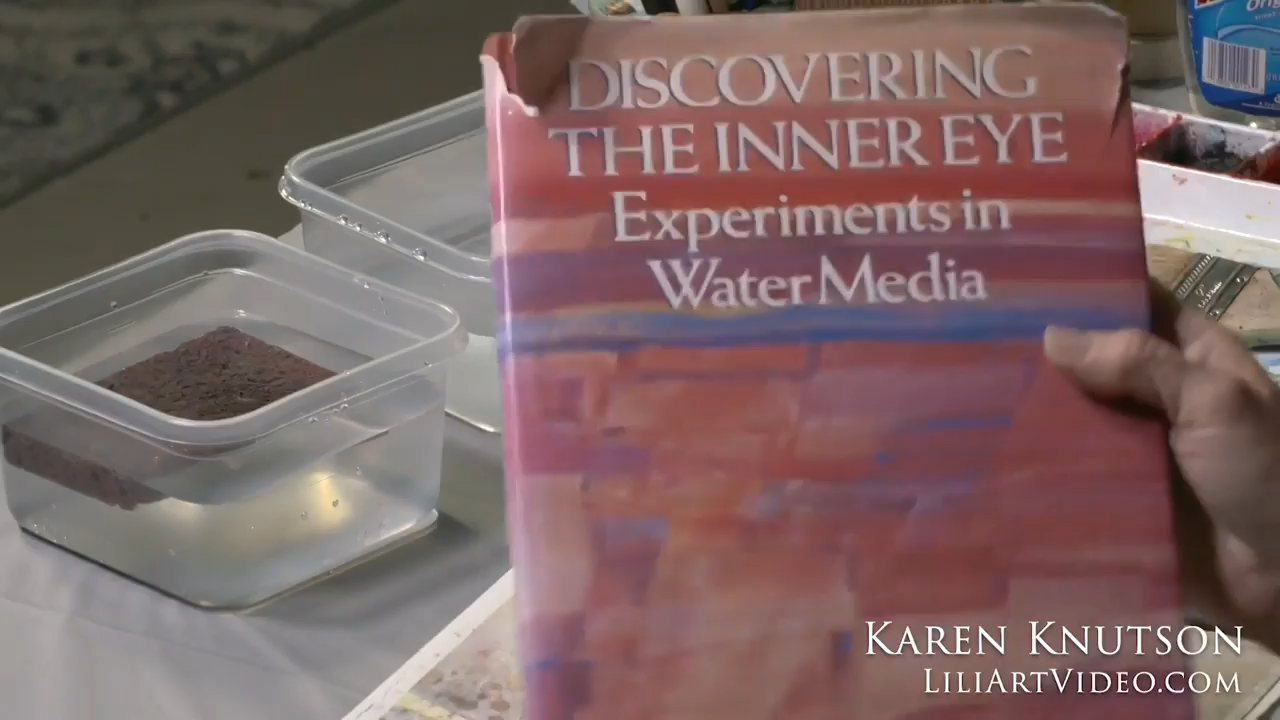 DISCOVERING
THE INNER EYE
Experiments in
Water Media
KAREN KNUTSON
LILIARTVIDEO.COM